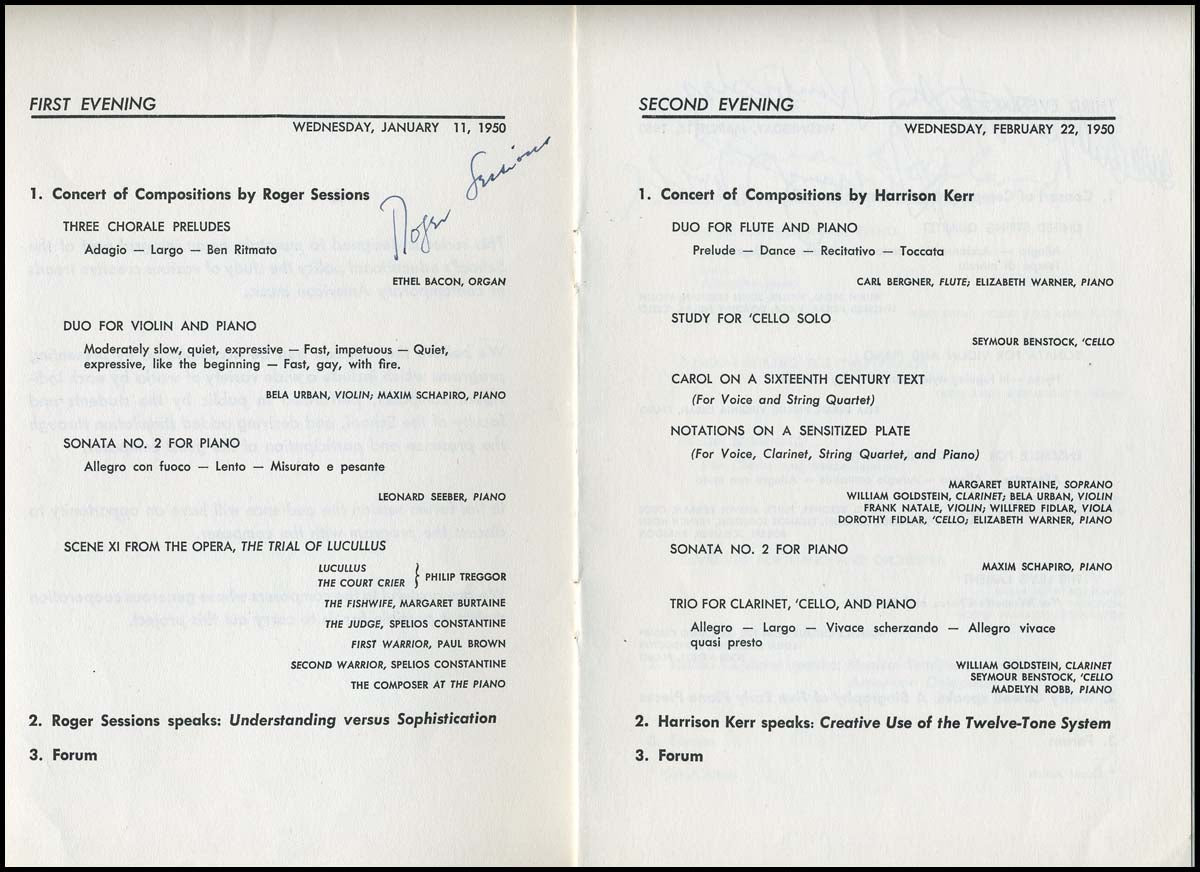 FIRST EVENING
WEDNESDAY, JANUARY 11, 1950
Roger Sessions
1. Concert of Compositions by Roger Sessions
THREE CHORALE PRELUDES
Adagio — Largo — Ben Ritmato
ETHEL BACON, ORGAN
DUO FOR VIOLIN AND PIANO
Moderately slow, quiet, expressive — Fast, impetuous — Quiet,
expressive, like the beginning — Fast, gay, with fire.
BELA URBAN, VIOLIN; MAXIM SCHAPIRO, PIANO
SONATA NO. 2 FOR PIANO
Allegro con fuoco — Lento — Misurato e pesante
LEONARD SEEBER, PIANO
SCENE XI FROM THE OPERA, THE TRIAL OF LUCULLUS
LUCULLUS
THE COURT CRIER } PHILIP TREGGOR
THE FISHWIFE, MARGARET BURTAINE
THE JUDGE, SPELIOS CONSTANTINE
FIRST WARRIOR, PAUL BROWN
SECOND WARRIOR, SPELIOS CONSTANTINE
THE COMPOSER AT THE PIANO
2. Roger Sessions speaks: Understanding versus Sophistication
3. Forum
SECOND EVENING
WEDNESDAY, FEBRUARY 22, 1950
1. Concert of Compositions by Harrison Kerr
DUO FOR FLUTE AND PIANO
Prelude — Dance — Recitativo — Toccata
CARL BERGNER, FLUTE; ELIZABETH WARNER, PIANO
STUDY FOR 'CELLO SOLO
SEYMOUR BENSTOCK, 'CELLO
CAROL ON A SIXTEENTH CENTURY TEXT
(For Voice and String Quartet)
NOTATIONS ON A SENSITIZED PLATE
(For Voice, Clarinet, String Quartet, and Piano)
MARGARET BURTAINE, SOPRANO
WILLIAM GOLDSTEIN, CLARINET; BELA URBAN, VIOLIN
FRANK NATALE, VIOLIN; WILLFRED FIDLAR, VIOLA
DOROTHY FIDLAR, 'CELLO; ELIZABETH WARNER, PIANO
SONATA NO. 2 FOR PIANO
MAXIM SCHAPIRO, PIANO
TRIO FOR CLARINET, 'CELLO, AND PIANO
Allegro — Largo — Vivace scherzando — Allegro vivace
quasi presto
WILLIAM GOLDSTEIN, CLARINET
SEYMOUR BENSTOCK, 'CELLO
MADELYN ROBB, PIANO
2. Harrison Kerr speaks: Creative Use of the Twelve-Tone System
3. Forum